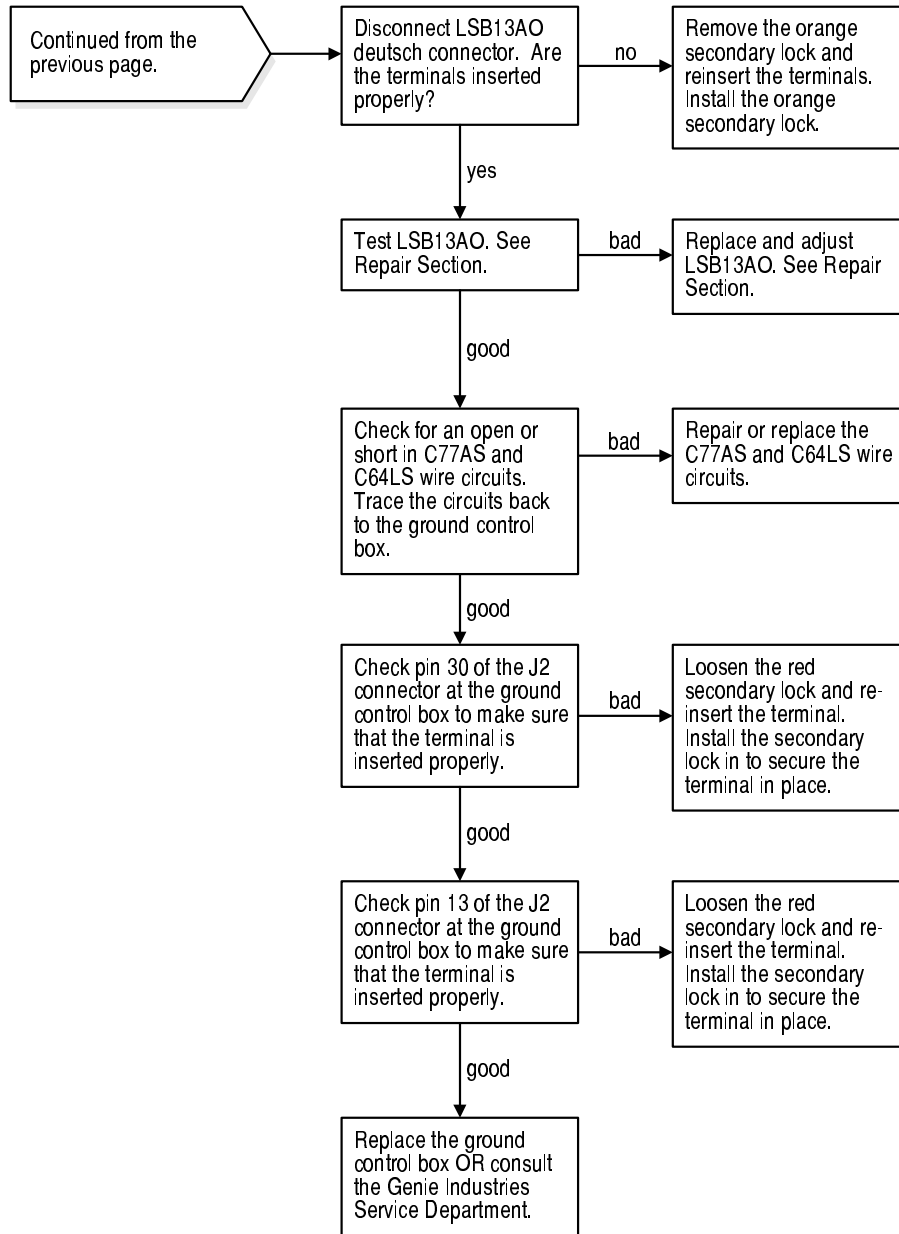 Continued from the
previous page.
Disconnect LSB13AO
deutsch connector.  Are
the terminals inserted
properly?
no
Remove the orange
secondary lock and
reinsert the terminals.
Install the orange
secondary lock.
yes
Test LSB13AO. See
Repair Section.
bad
Replace and adjust
LSB13AO. See Repair
Section.
good
Check for an open or
short in C77AS and
C64LS wire circuits.
Trace the circuits back
to the ground control
box.
bad
Repair or replace the
C77AS and C64LS wire
circuits.
good
Check pin 30 of the J2
connector at the ground
control box to make sure
that the terminal is
inserted properly.
bad
Loosen the red
secondary lock and re-
insert the terminal.
Install the secondary
lock in to secure the
terminal in place.
good
Check pin 13 of the J2
connector at the ground
control box to make sure
that the terminal is
inserted properly.
bad
Loosen the red
secondary lock and re-
insert the terminal.
Install the secondary
lock in to secure the
terminal in place.
good
Replace the ground
control box OR consult
the Genie Industries
Service Department.